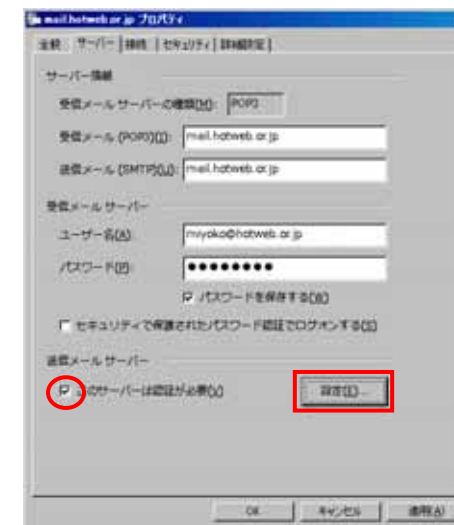 mail.hotweb.or.jp プロパティ
全般 サーバー 接続 セキュリティ 詳細設定
サーバー情報
受信メール サーバーの種類(M): POP3
受信メール (POP3)(I): mail.hotweb.or.jp
送信メール (SMTP)(U): mail.hotweb.or.jp
受信メール サーバー
ユーザー名(A): miyoko@hotweb.or.jp
パスワード(P): ●●●●●●●●
パスワードを保存する(W)
セキュリティで保護されたパスワード認証でログオンする(S)
送信メール サーバー
このサーバーは認証が必要(V) 設定(E)...
OK キャンセル 適用(A)